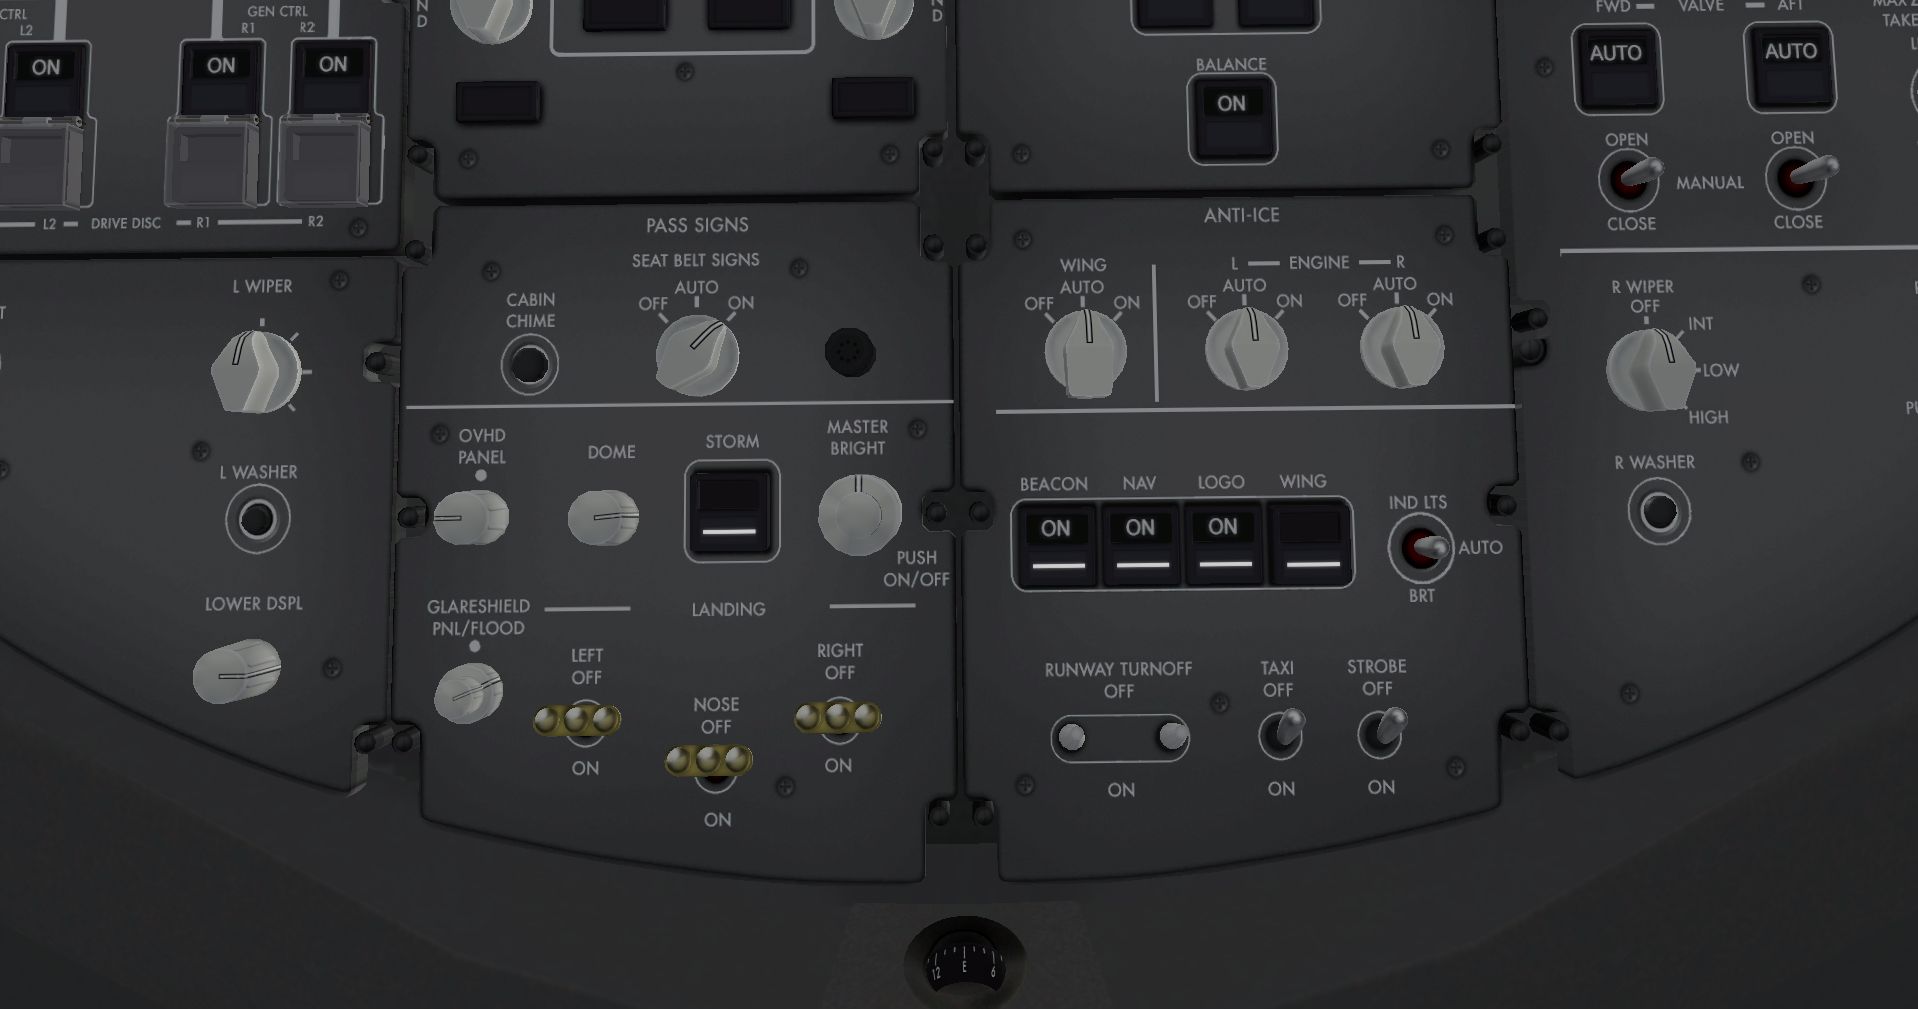 CTRL
GEN CTRL
L2
R1
R2
ON
ON
ON
L2
DRIVE DISC
R1
R2
ND
ND
BALANCE
ON
FWD
VALVE
AFT
AUTO
AUTO
OPEN
OPEN
MANUAL
CLOSE
CLOSE
TAKE
L WIPER
L WASHER
LOWER DSPL
PASS SIGNS
SEAT BELT SIGNS
AUTO
OFF
ON
CABIN
CHIME
OVHD
PANEL
DOME
STORM
MASTER
BRIGHT
PUSH
ON/OFF
GLARESHIELD
PNL/FLOOD
LANDING
LEFT
OFF
ON
NOSE
OFF
ON
RIGHT
OFF
ON
ANTI-ICE
WING
AUTO
OFF
ON
L
ENGINE
R
AUTO
OFF
ON
AUTO
OFF
ON
BEACON
NAV
LOGO
WING
ON
ON
ON
IND LTS
AUTO
BRT
RUNWAY TURNOFF
OFF
ON
TAXI
OFF
ON
STROBE
OFF
ON
R WIPER
OFF
INT
LOW
HIGH
R WASHER
12 E 6